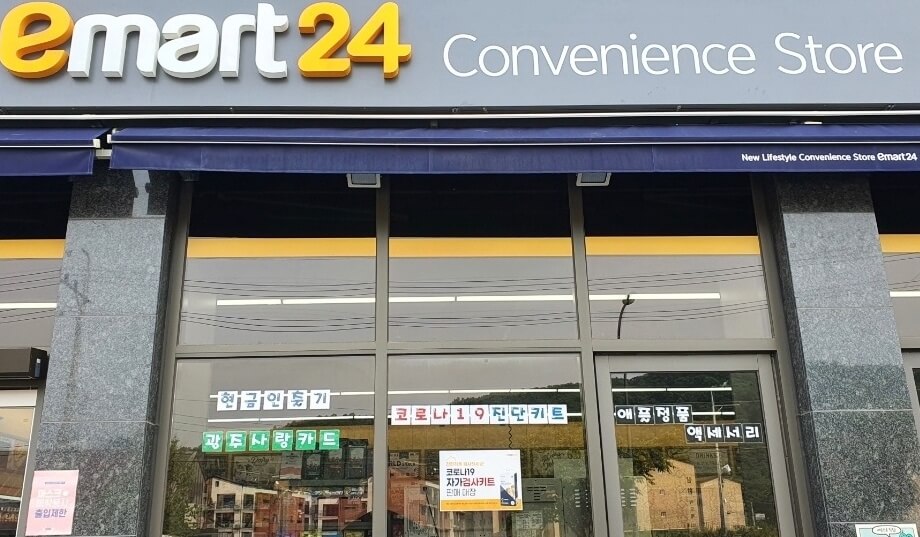 emart24 Convenience Store
New Lifestyle Convenience Store emart24
현금인출기
광주사랑카드
코로나19진단키트
애플정품
액세서리
코로나19
자가검사키트
판매 매장
출입제한